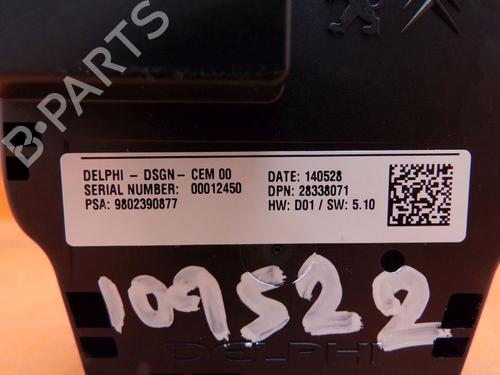 B-PARTS
DELPHI - DSGN- CEM 00
SERIAL NUMBER: 00012450
PSA: 9802390877
DATE: 140528
DPN: 28338071
HW: D01 / SW: 5.10
109522
DELPHI